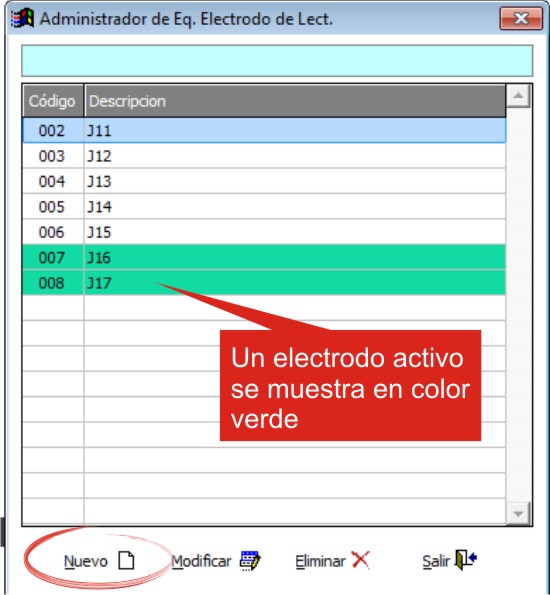 Administrador de Eq. Electrodo de Lect.
Código Descripcion
002 J11
003 J12
004 J13
005 J14
006 J15
007 J16
008 J17
Un electrodo activo
se muestra en color
verde
Nuevo Modificar Eliminar Salir